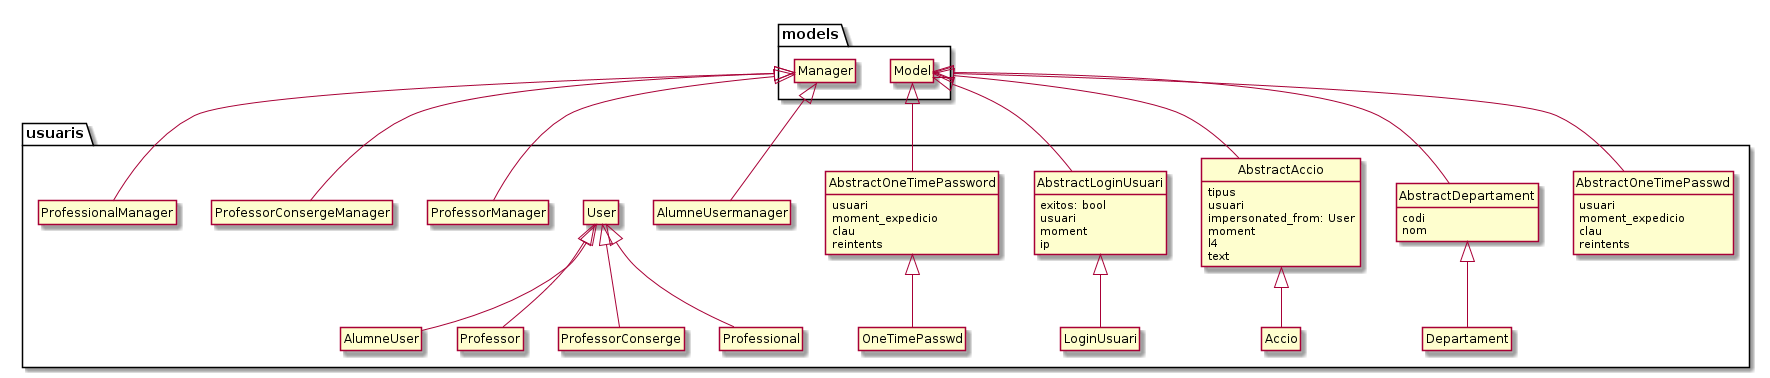 models
Manager
Model
usuaris
ProfessionalManager
ProfessorConsergeManager
ProfessorManager
User
AlumneUsermanager
AbstractOneTimePassword
usuari
moment_expedicio
clau
reintents
AbstractLoginUsuari
exitos: bool
usuari
moment
ip
AbstractAccio
tipus
usuari
impersonated_from: User
moment
l4
text
AbstractDepartament
codi
nom
AbstractOneTimePasswd
usuari
moment_expedicio
clau
reintents
AlumneUser
Professor
ProfessorConserge
Professional
OneTimePasswd
LoginUsuari
Accio
Departament